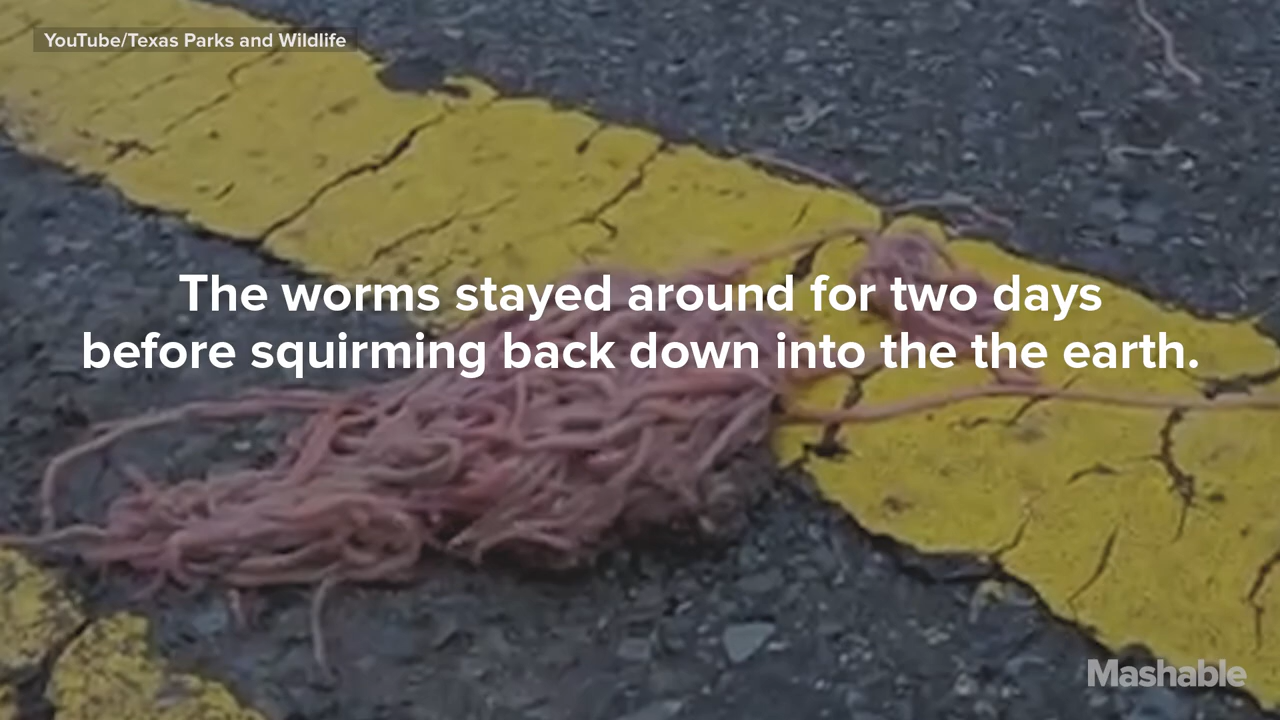 YouTube/Texas Parks and Wildlife
The worms stayed around for two days
before squirming back down into the the earth.
Mashable